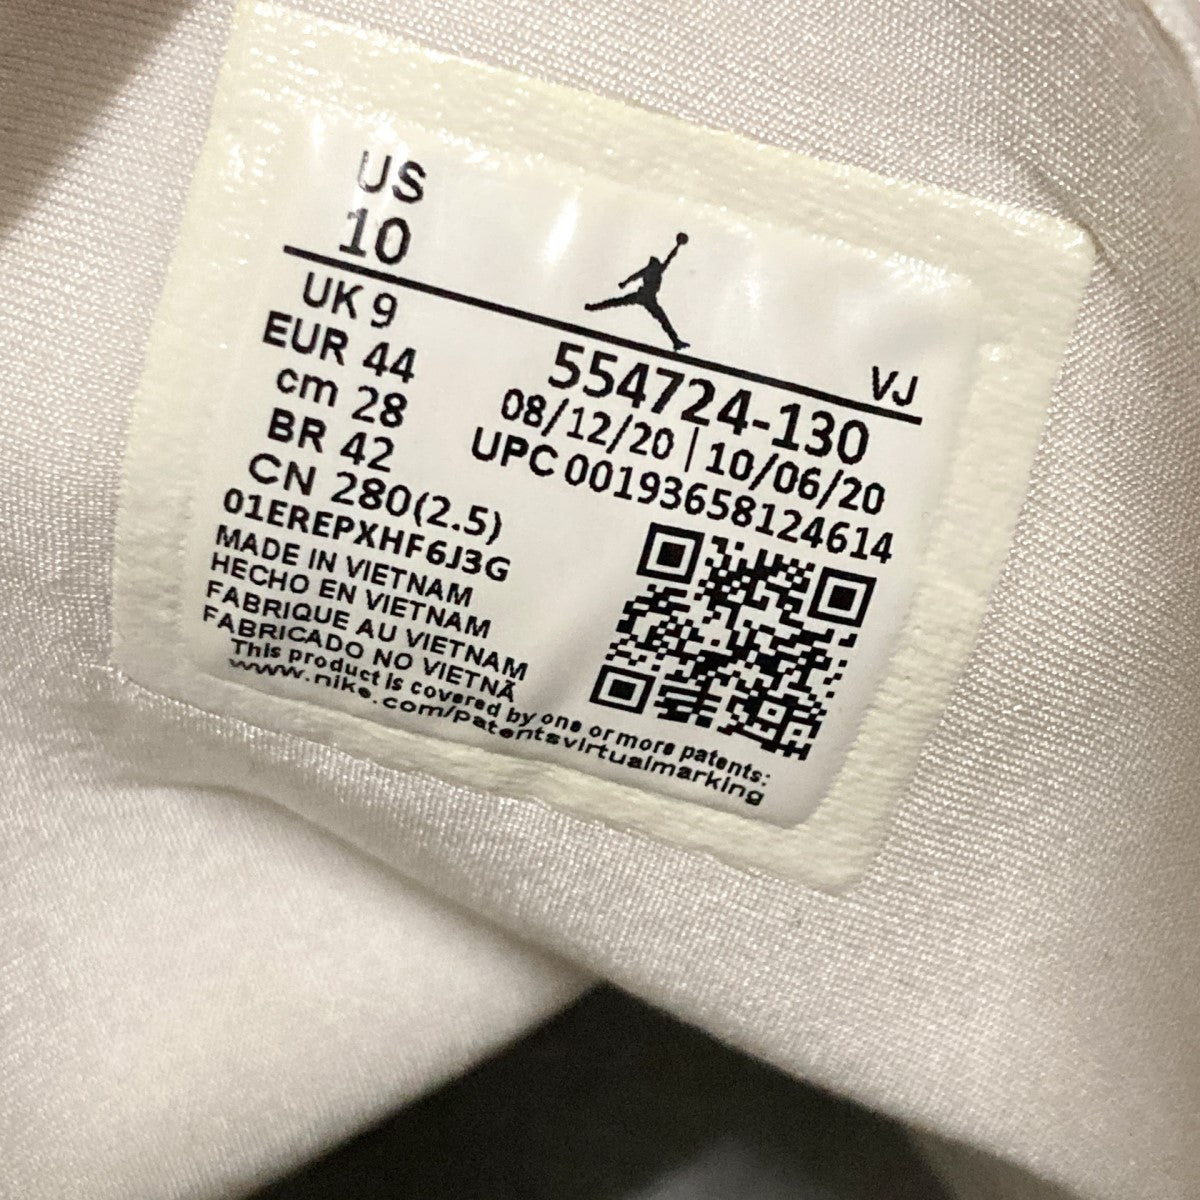 US
10
UK 9
EUR 44
cm 28
BR 42
CN 280(2.5)
01EREPXHF6J3G
MADE IN VIETNAM
HECHO EN VIETNAM
FABRIQUE AU VIETNAM
FABRICADO NO VIETNÃ
This product is covered by one or more patents:
www.nike.com/patentsvirtualmarking
VJ
554724-130
08/12/20 | 10/06/20
UPC 00193658124614